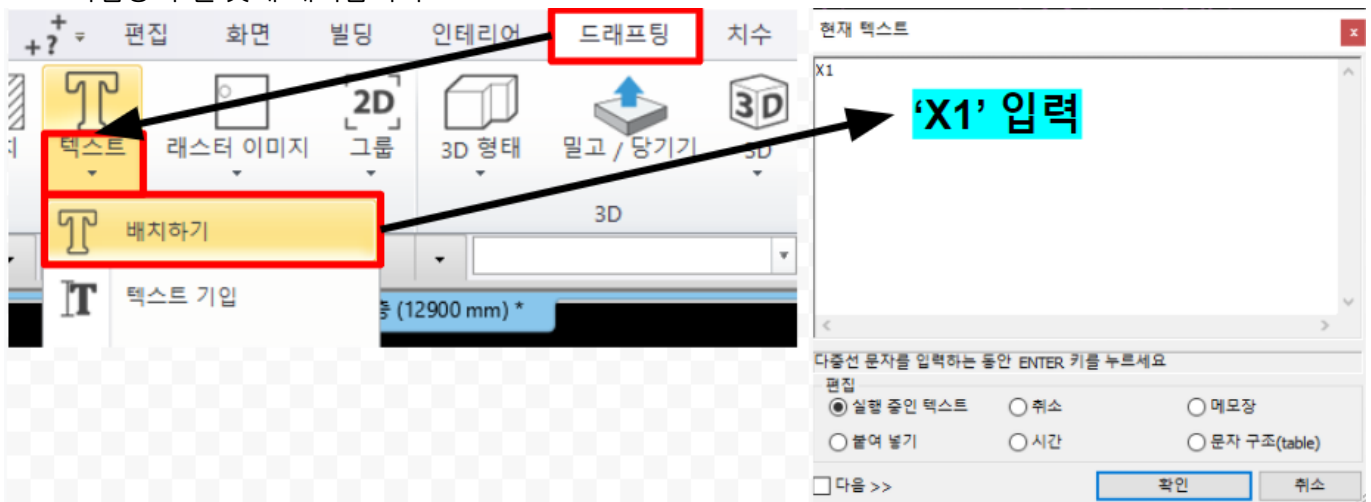 편집 화면 빌딩 인테리어 드래프팅 치수
텍스트 래스터 이미지 2D 그룹 3D 형태 밀고 / 당기기 3D
3D
배치하기
텍스트 기입
층 (12900 mm) *
현재 텍스트
X1
‘X1’ 입력
다중선 문자를 입력하는 동안 ENTER 키를 누르세요
편집
실행 중인 텍스트 취소 메모장
붙여 넣기 시간 문자 구조(table)
다음 >> 확인 취소